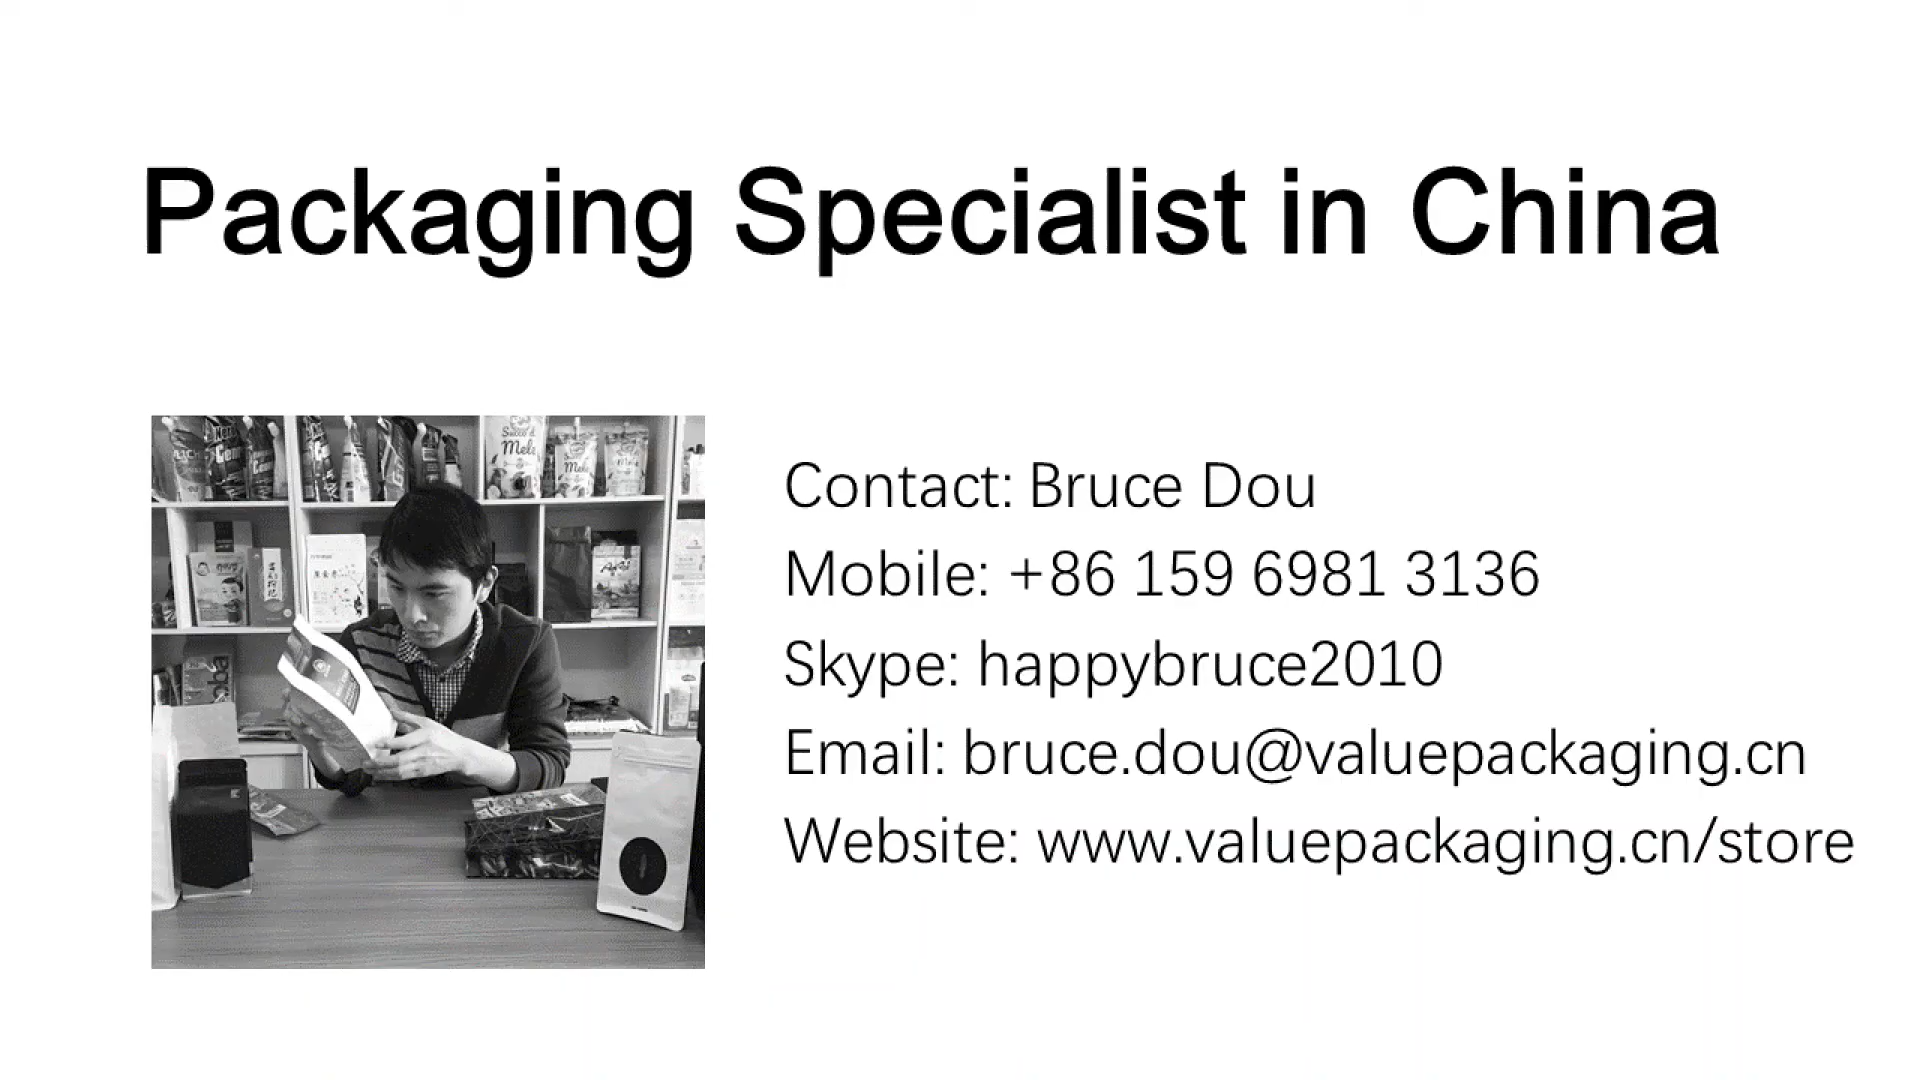 Packaging Specialist in China
Contact: Bruce Dou
Mobile: +86 159 6981 3136
Skype: happybruce2010
Email: bruce.dou@valuepackaging.cn
Website: www.valuepackaging.cn/store